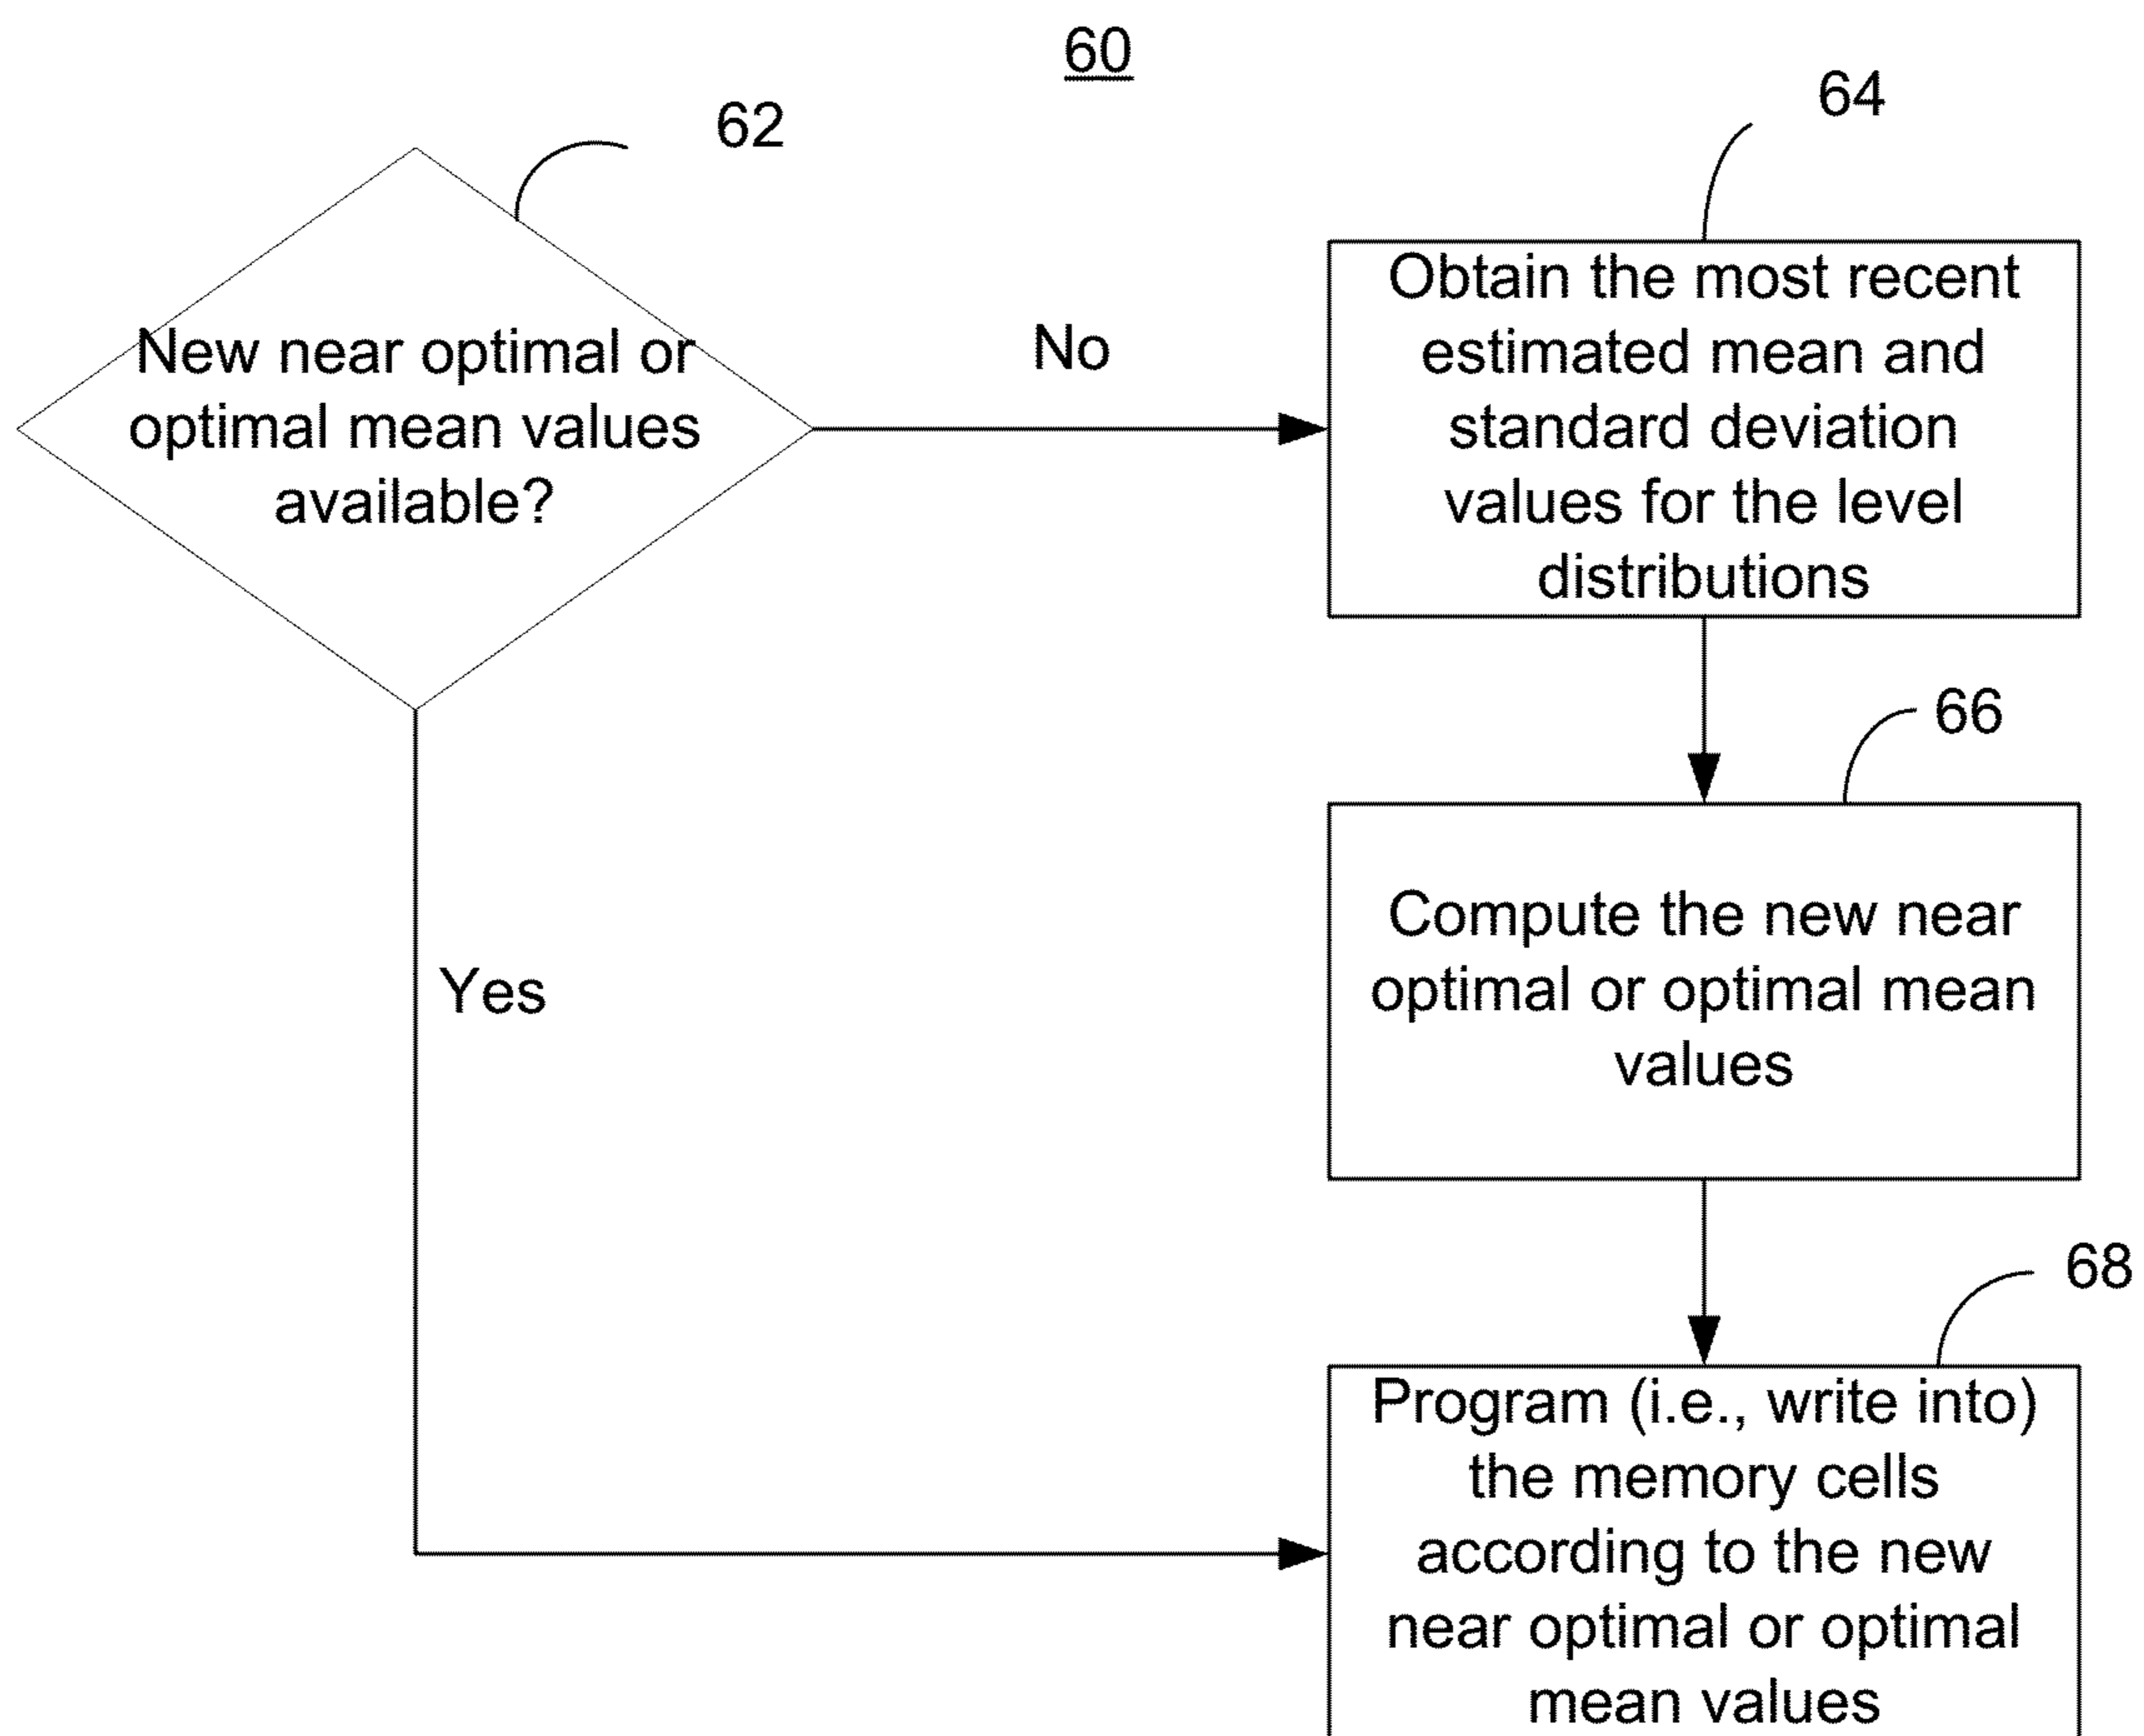 60
62
64
New near optimal or
optimal mean values
available?
No
Obtain the most recent
estimated mean and
standard deviation
values for the level
distributions
66
Compute the new near
optimal or optimal mean
values
Yes
68
Program (i.e., write into)
the memory cells
according to the new
near optimal or optimal
mean values